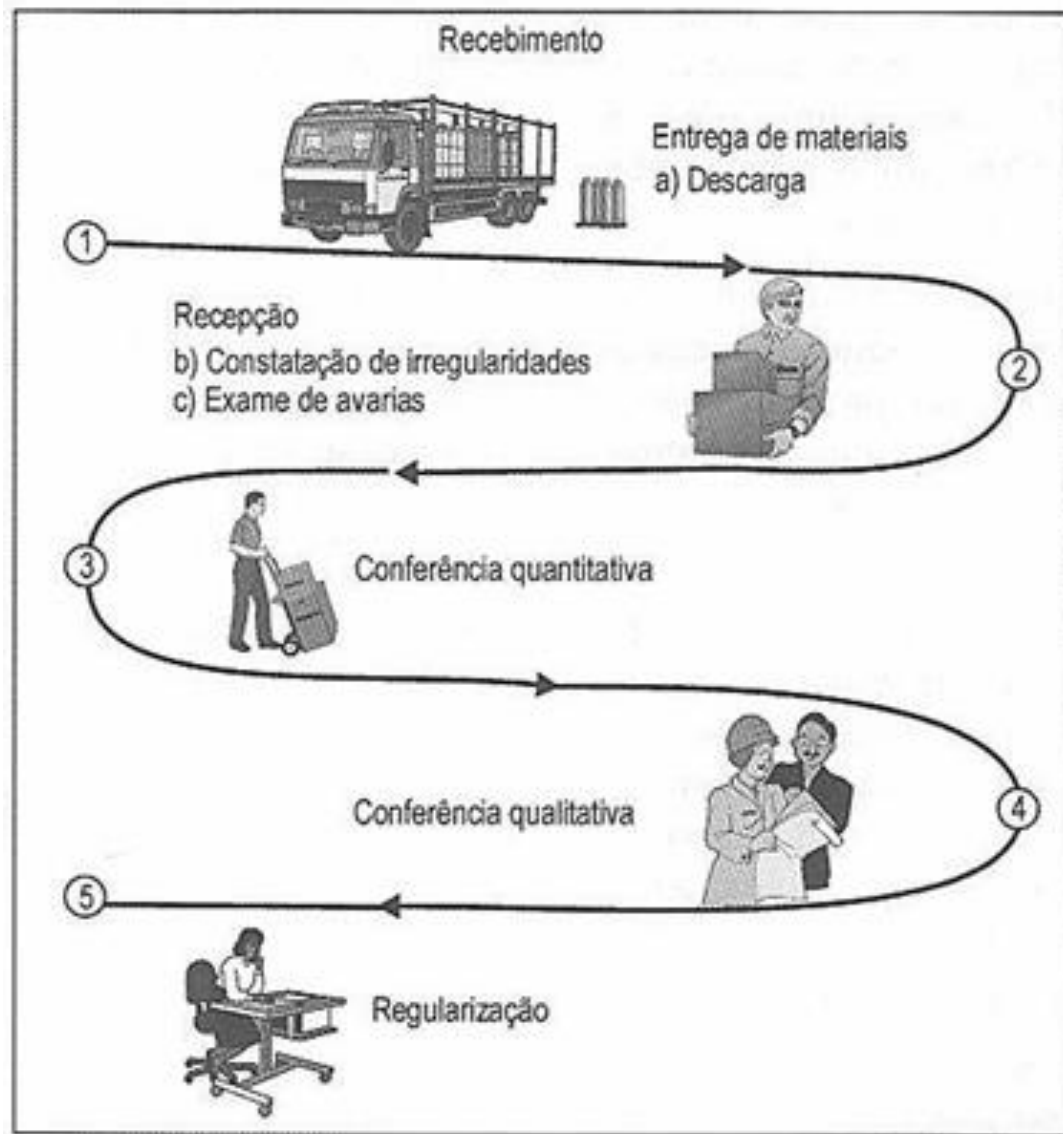 Recebimento
Entrega de materiais
a) Descarga
1
Recepção
b) Constatação de irregularidades
c) Exame de avarias
2
3
Conferência quantitativa
Conferência qualitativa
4
5
Regularização